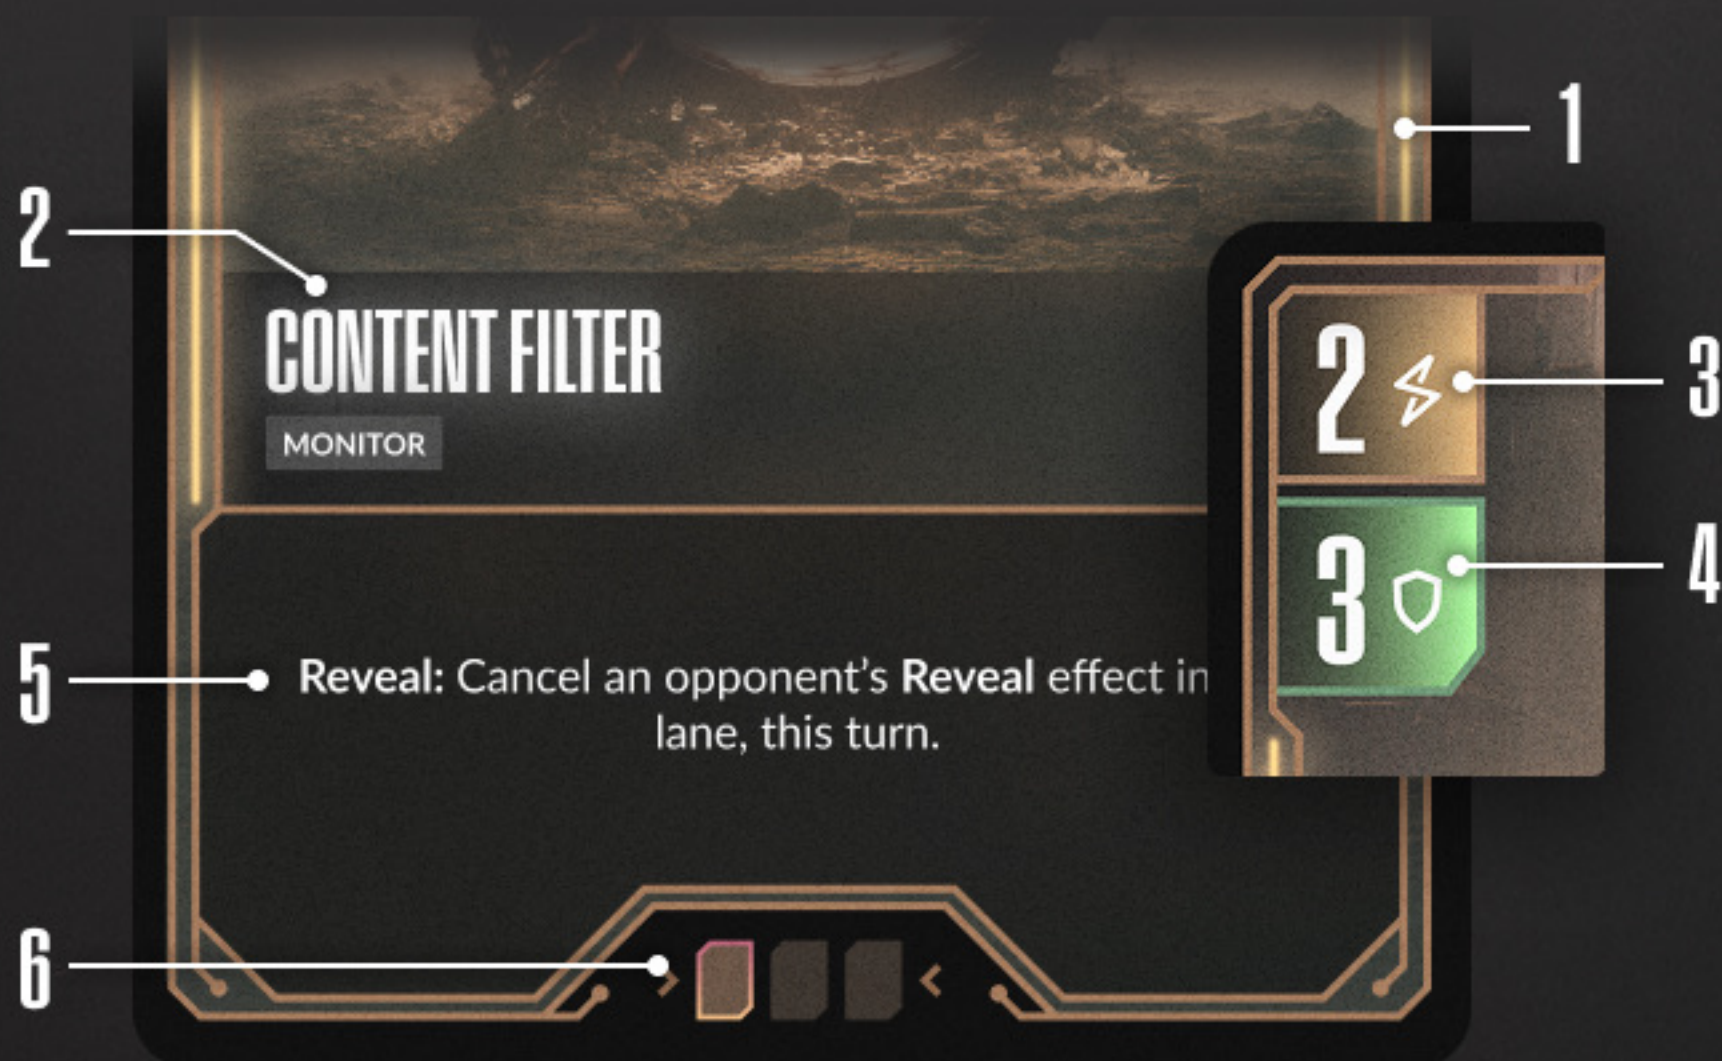 1
2
CONTENT FILTER
MONITOR
2
3
3
4
5
Reveal: Cancel an opponent's Reveal effect in
lane, this turn.
6